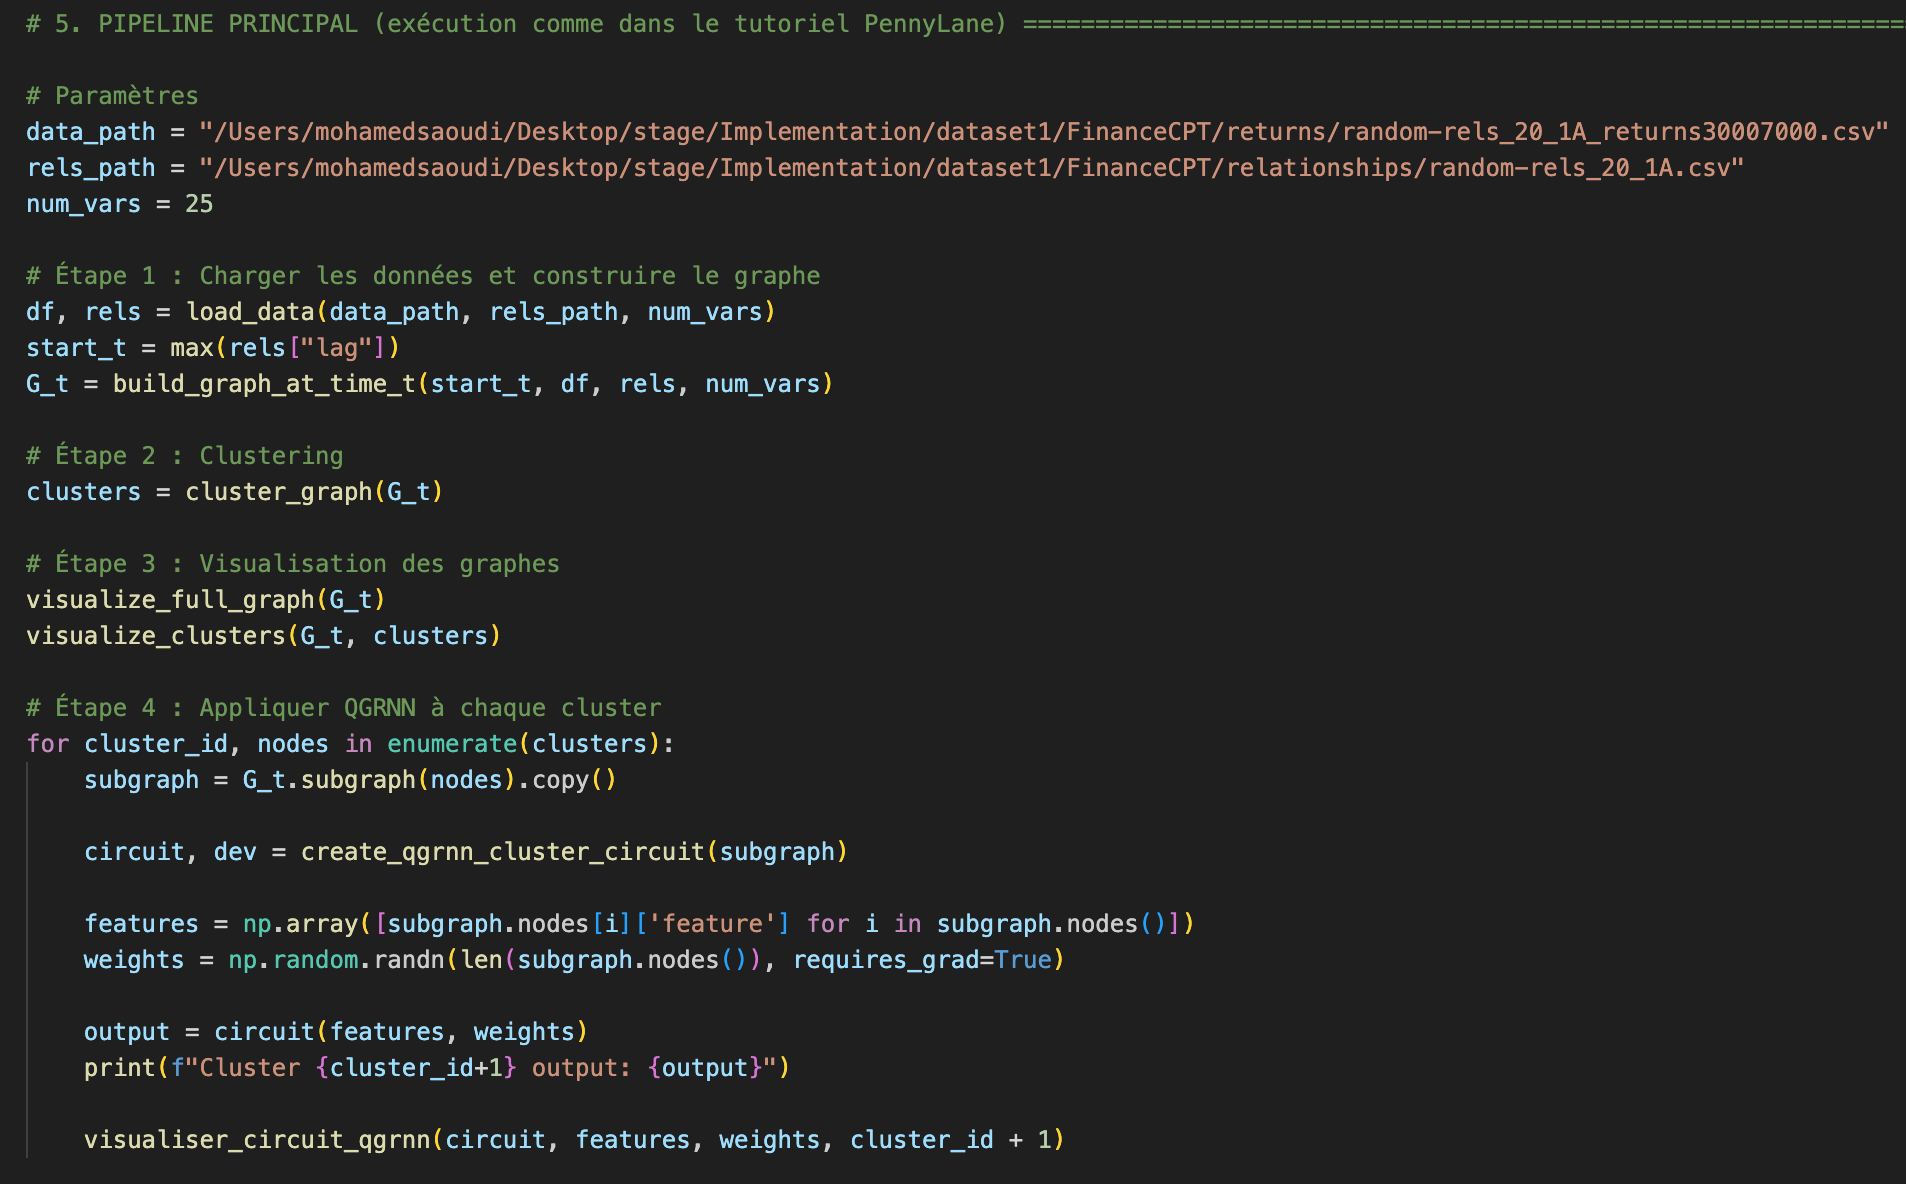 # 5. PIPELINE PRINCIPAL (exécution comme dans le tutoriel PennyLane) =============================================================
# Paramètres
data_path = "/Users/mohamedsaoudi/Desktop/stage/Implementation/dataset1/FinanceCPT/returns/random-rels_20_1A_returns30007000.csv"
rels_path = "/Users/mohamedsaoudi/Desktop/stage/Implementation/dataset1/FinanceCPT/relationships/random-rels_20_1A.csv"
num_vars = 25
# Étape 1 : Charger les données et construire le graphe
df, rels = load_data(data_path, rels_path, num_vars)
start_t = max(rels["lag"])
G_t = build_graph_at_time_t(start_t, df, rels, num_vars)
# Étape 2 : Clustering
clusters = cluster_graph(G_t)
# Étape 3 : Visualisation des graphes
visualize_full_graph(G_t)
visualize_clusters(G_t, clusters)
# Étape 4 : Appliquer QGRNN à chaque cluster
for cluster_id, nodes in enumerate(clusters):
    subgraph = G_t.subgraph(nodes).copy()
    circuit, dev = create_qgrnn_cluster_circuit(subgraph)
    features = np.array([subgraph.nodes[i]['feature'] for i in subgraph.nodes()])
    weights = np.random.randn(len(subgraph.nodes()), requires_grad=True)
    output = circuit(features, weights)
    print(f"Cluster {cluster_id+1} output: {output}")
    visualiser_circuit_qgrnn(circuit, features, weights, cluster_id + 1)